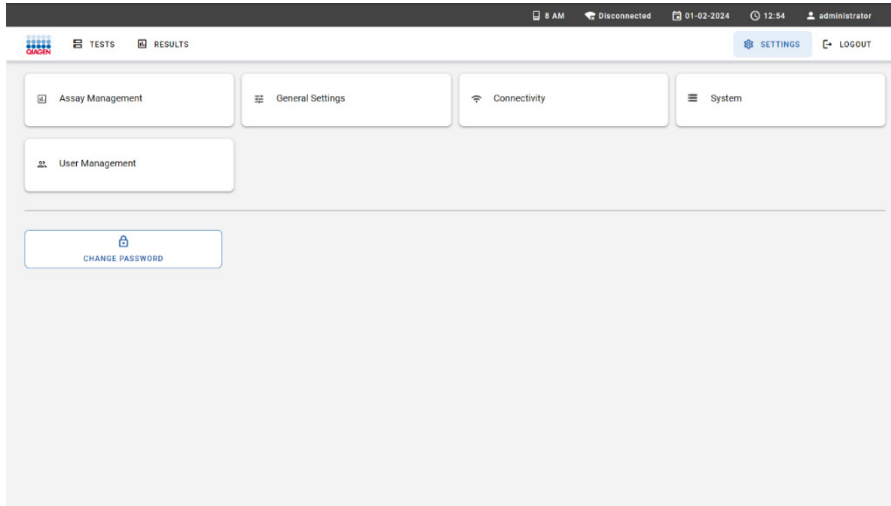 8 AM Disconnected 01-02-2024 12:54 administrator
QIAGEN TESTS RESULTS SETTINGS LOGOUT
Assay Management General Settings Connectivity System
User Management
CHANGE PASSWORD